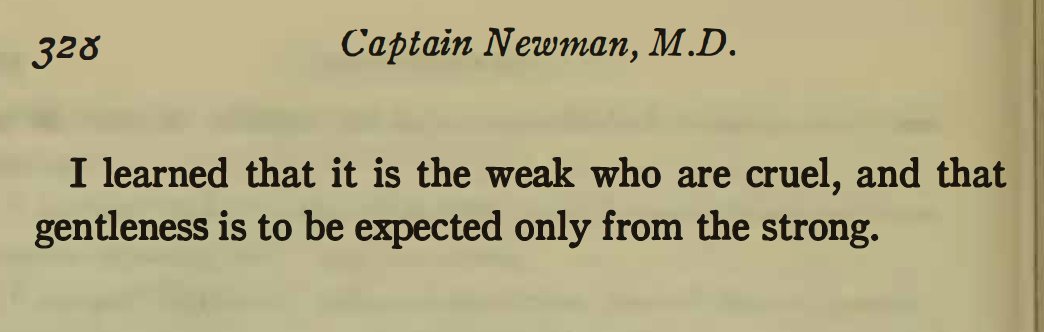 328 Captain Newman, M.D.
I learned that it is the weak who are cruel, and that
gentleness is to be expected only from the strong.